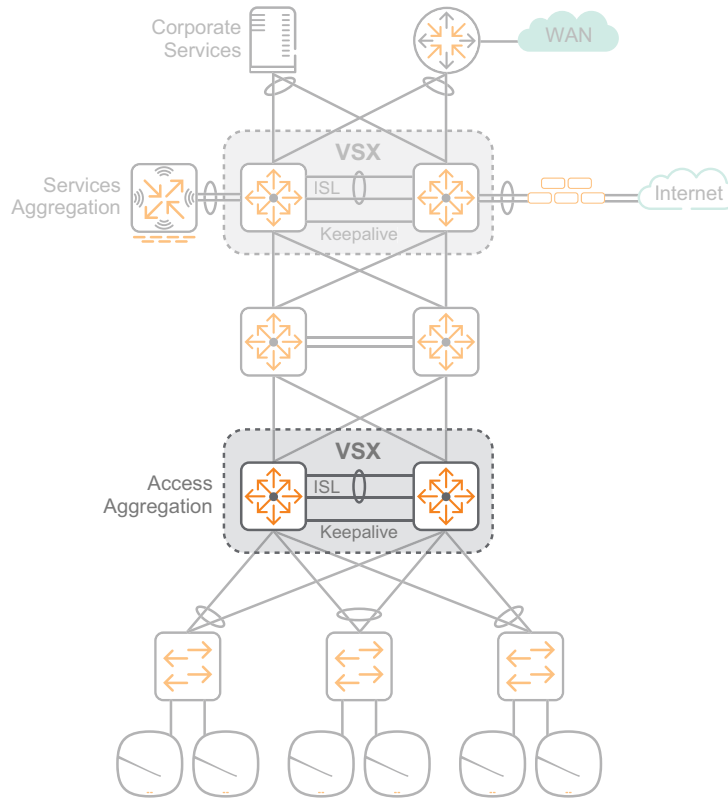 Corporate
Services
WAN
VSX
Services
Aggregation
ISL
Keepalive
Internet
VSX
Access
Aggregation
ISL
Keepalive